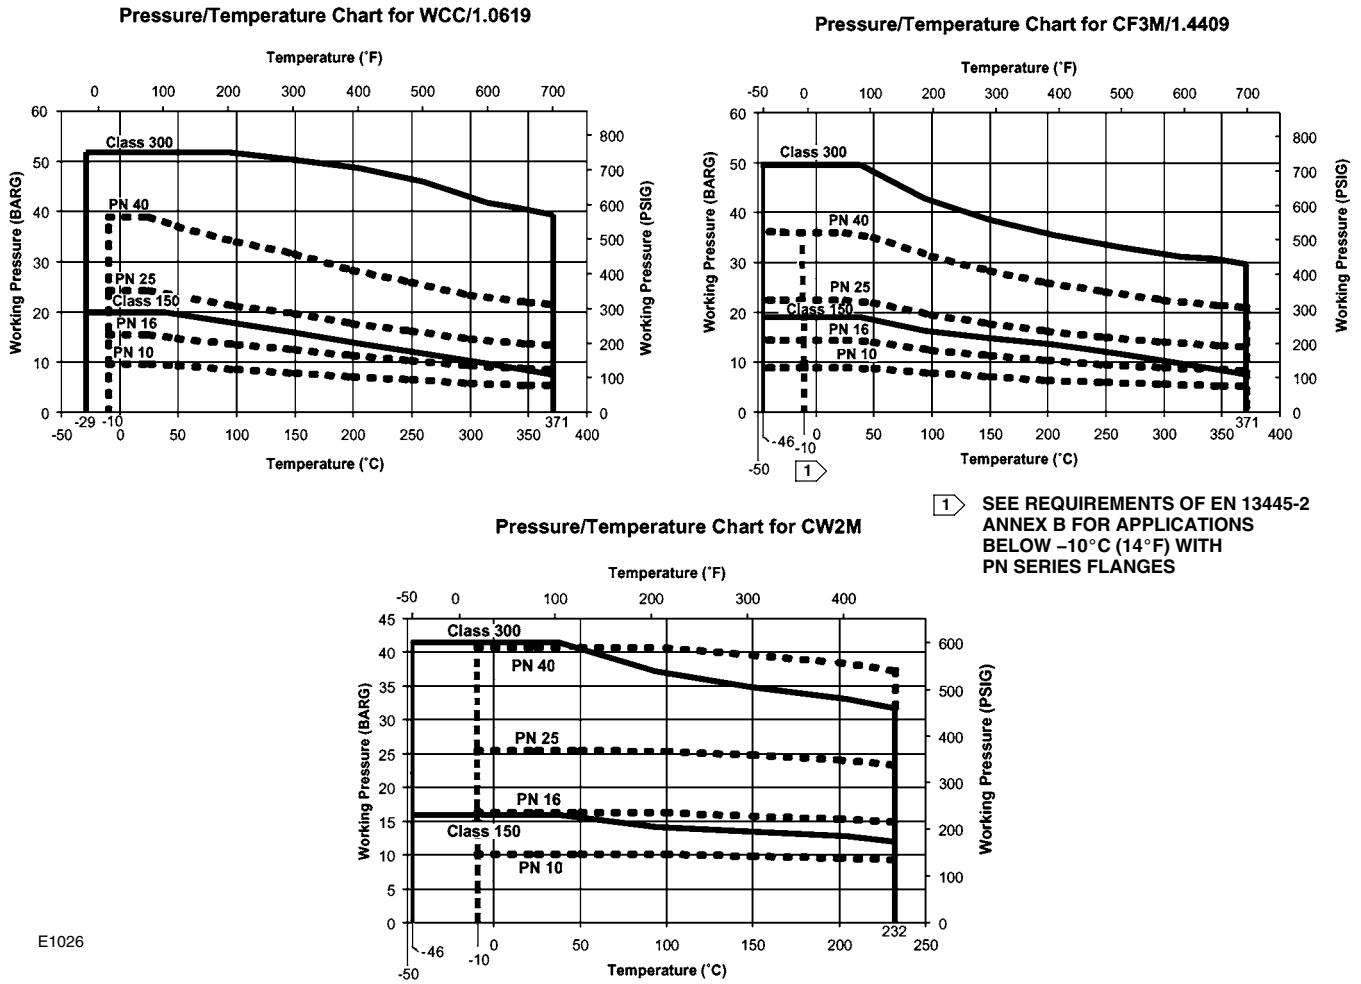 Pressure/Temperature Chart for WCC/1.0619
Temperature (°F)
0 100 200 300 400 500 600 700
60
50
40
30
20
10
0
Working Pressure (BARG)
Class 300
PN 40
PN 25
Class 150
PN 16
PN 10
800
700
600
500
400
300
200
100
0
Working Pressure (PSIG)
-29 -10 371
-50 0 50 100 150 200 250 300 350 400
Temperature (°C)
Pressure/Temperature Chart for CF3M/1.4409
Temperature (°F)
-50 0 100 200 300 400 500 600 700
60
50
40
30
20
10
0
Working Pressure (BARG)
Class 300
PN 40
PN 25
Class 150
PN 16
PN 10
800
700
600
500
400
300
200
100
0
Working Pressure (PSIG)
371
-46 -10 0 50 100 150 200 250 300 350 400
-50
Temperature (°C)
1
1 SEE REQUIREMENTS OF EN 13445-2
ANNEX B FOR APPLICATIONS
BELOW –10°C (14°F) WITH
PN SERIES FLANGES
Pressure/Temperature Chart for CW2M
Temperature (°F)
-50 0 100 200 300 400
45
40
35
30
25
20
15
10
5
0
Working Pressure (BARG)
Class 300
PN 40
PN 25
PN 16
Class 150
PN 10
600
500
400
300
200
100
0
Working Pressure (PSIG)
232
-46 -10 0 50 100 150 200 250
-50
Temperature (°C)
E1026